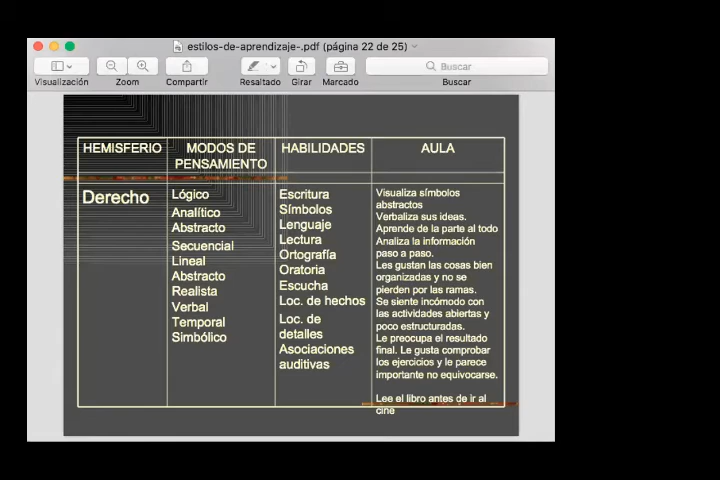 estilos-de-aprendizaje-.pdf (página 22 de 25)
Buscar
Visualización Zoom Compartir Resaltado Girar Marcado Buscar
HEMISFERIO
MODOS DE
PENSAMIENTO
HABILIDADES
AULA
Derecho
Lógico
Analítico
Abstracto
Secuencial
Lineal
Abstracto
Realista
Verbal
Temporal
Simbólico
Escritura
Símbolos
Lenguaje
Lectura
Ortografía
Oratoria
Escucha
Loc. de hechos
Loc. de
detalles
Asociaciones
auditivas
Visualiza símbolos
abstractos
Verbaliza sus ideas.
Aprende de la parte al todo
Analiza la información
paso a paso.
Les gustan las cosas bien
organizadas y no se
pierden por las ramas.
Se siente incómodo con
las actividades abiertas y
poco estructuradas.
Le preocupa el resultado
final. Le gusta comprobar
los ejercicios y le parece
importante no equivocarse.
Lee el libro antes de ir al
cine